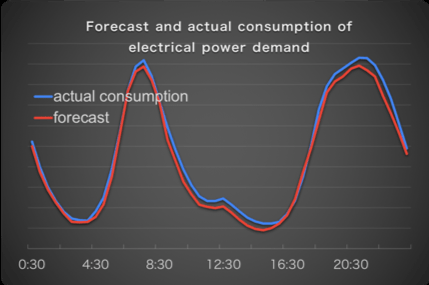 Forecast and actual consumption of
electrical power demand
actual consumption
forecast
0:30 4:30 8:30 12:30 16:30 20:30